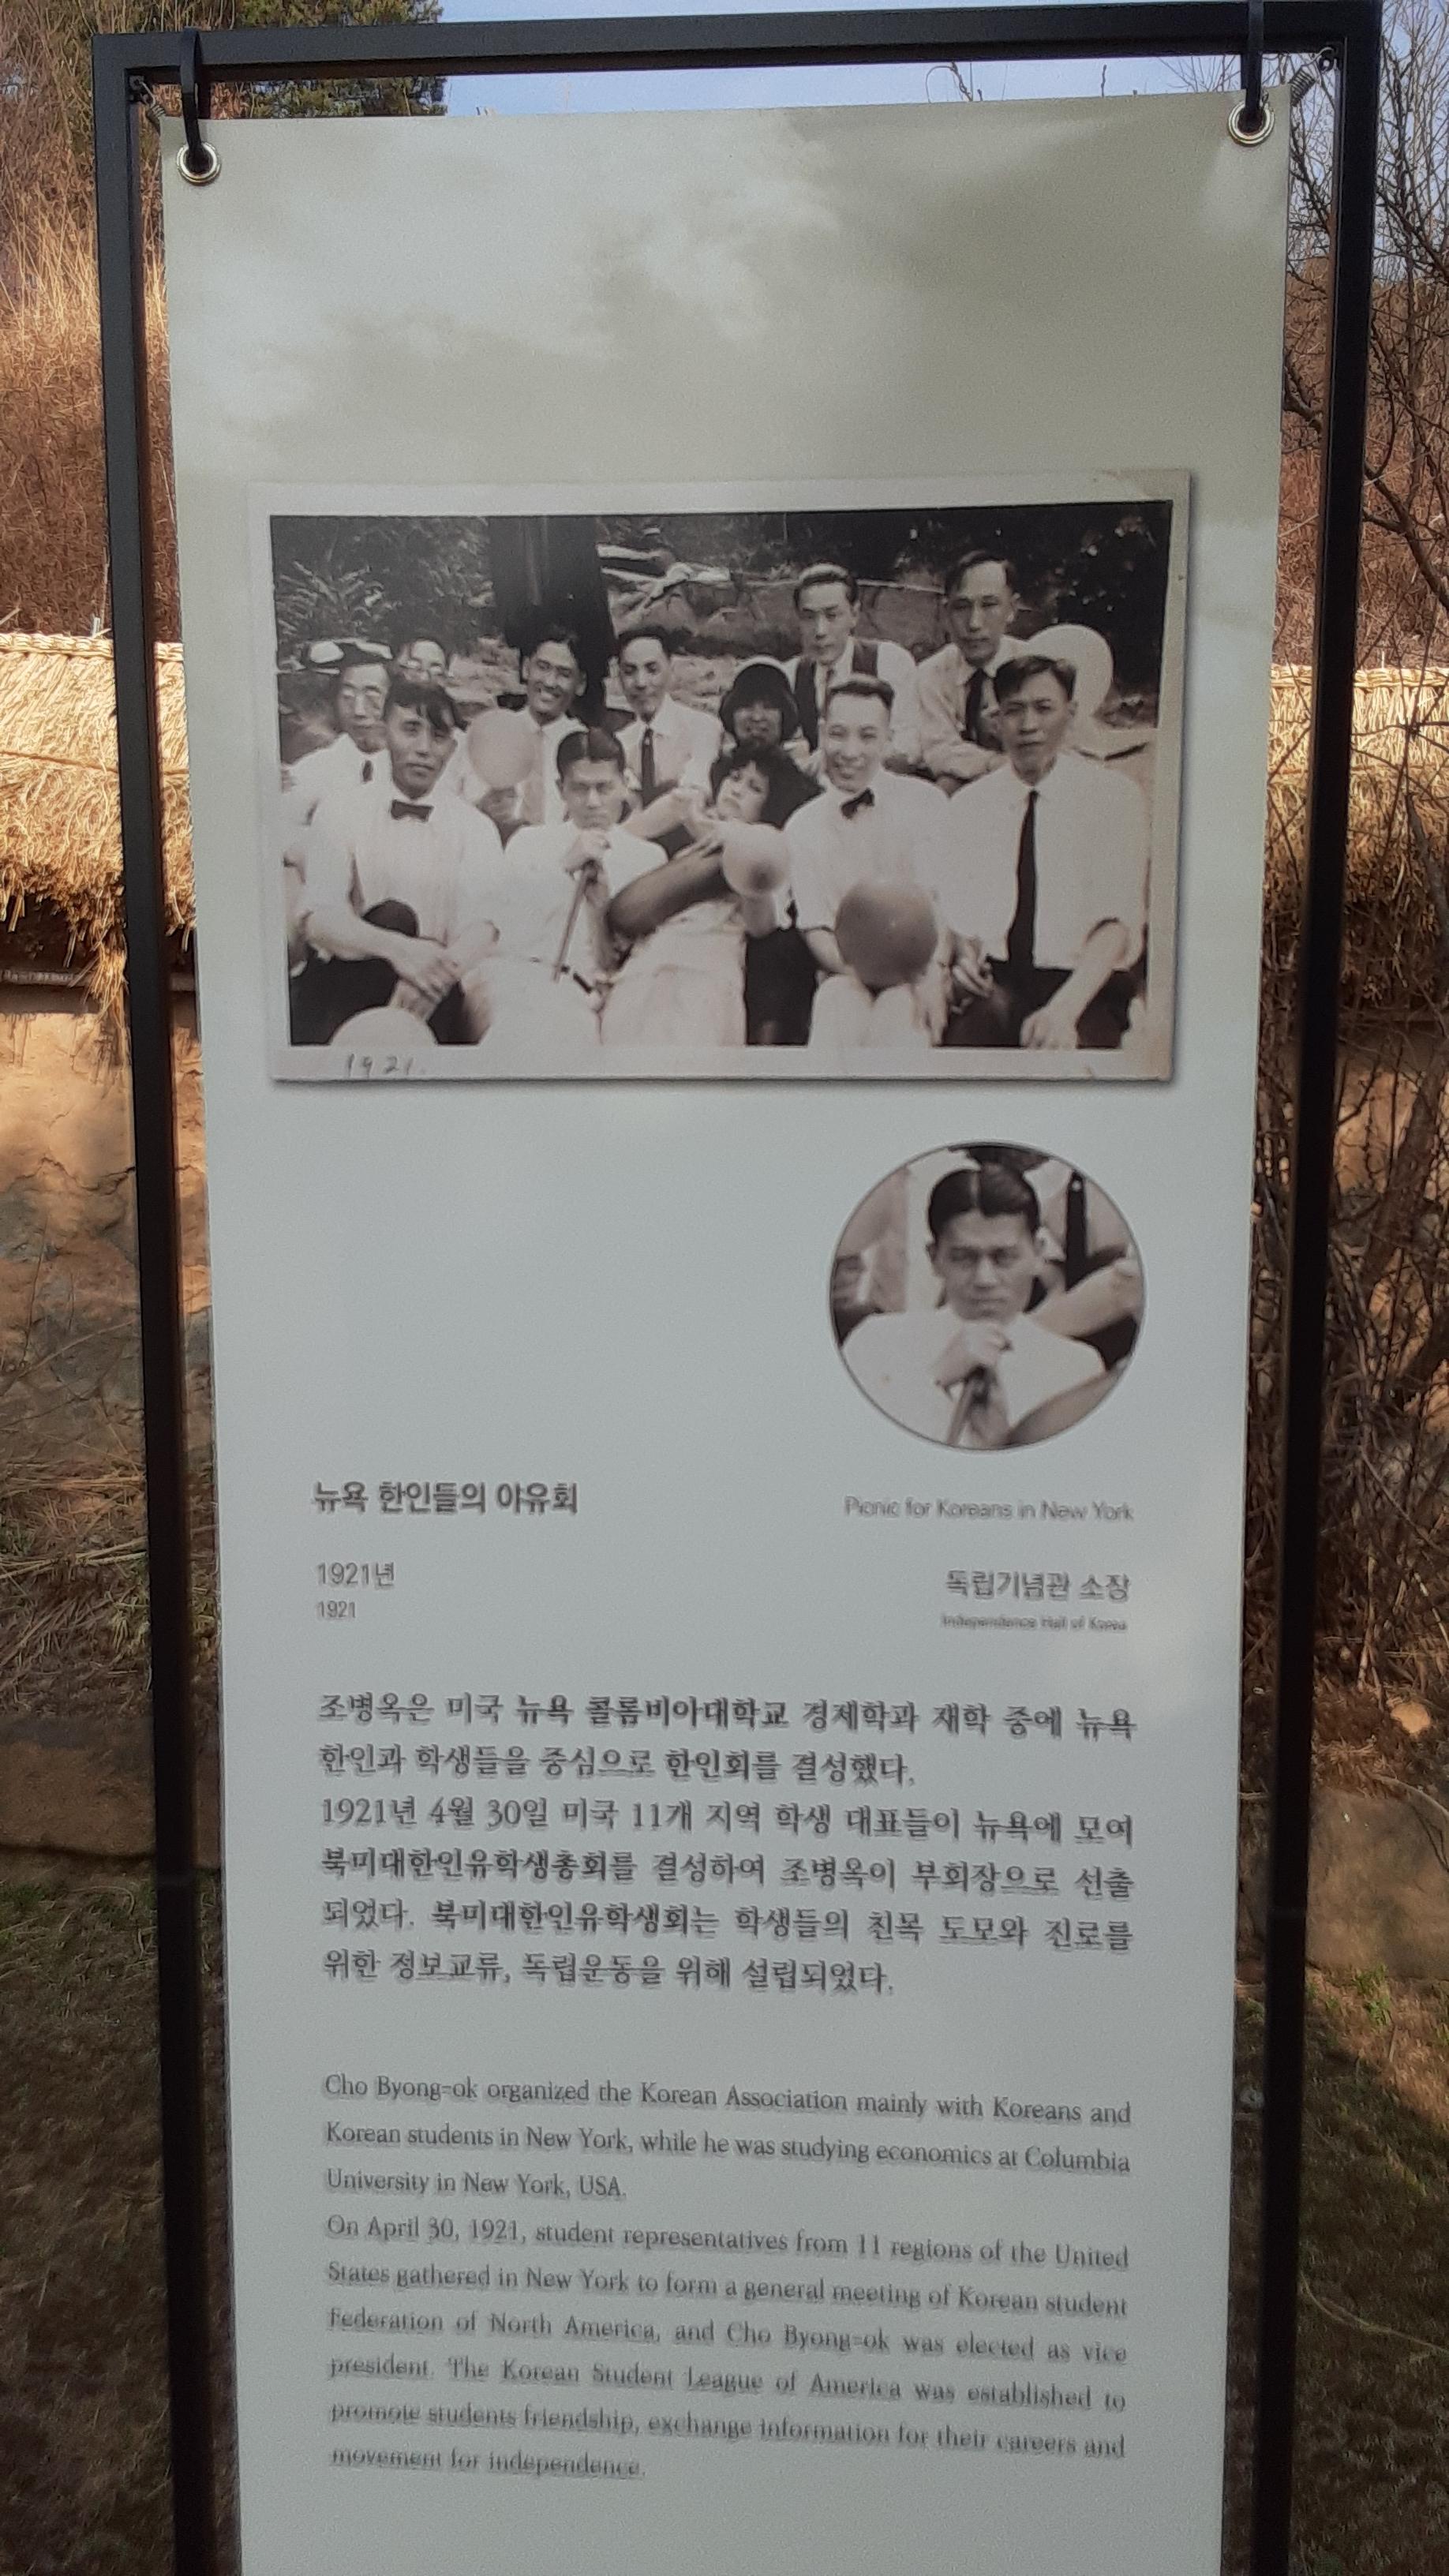 1921.
뉴욕 한인들의 야유회
Picnic for Koreans in New York
1921년
1921
독립기념관 소장
Independence Hall of Korea
조병옥은 미국 뉴욕 콜롬비아대학교 경제학과 재학 중에 뉴욕
한인과 학생들을 중심으로 한인회를 결성했다.
1921년 4월 30일 미국 11개 지역 학생 대표들이 뉴욕에 모여
북미대한인유학생총회를 결성하여 조병옥이 부회장으로 선출
되었다. 북미대한인유학생회는 학생들의 친목 도모와 진로를
위한 정보교류, 독립운동을 위해 설립되었다.
Cho Byong=ok organized the Korean Association mainly with Koreans and
Korean students in New York, while he was studying economics at Columbia
University in New York, USA.
On April 30, 1921, student representatives from 11 regions of the United
States gathered in New York to form a general meeting of Korean student
Federation of North America, and Cho Byong=ok was elected as vice
president. The Korean Student League of America was established to
promote students friendship, exchange information for their careers and
movement for independence.